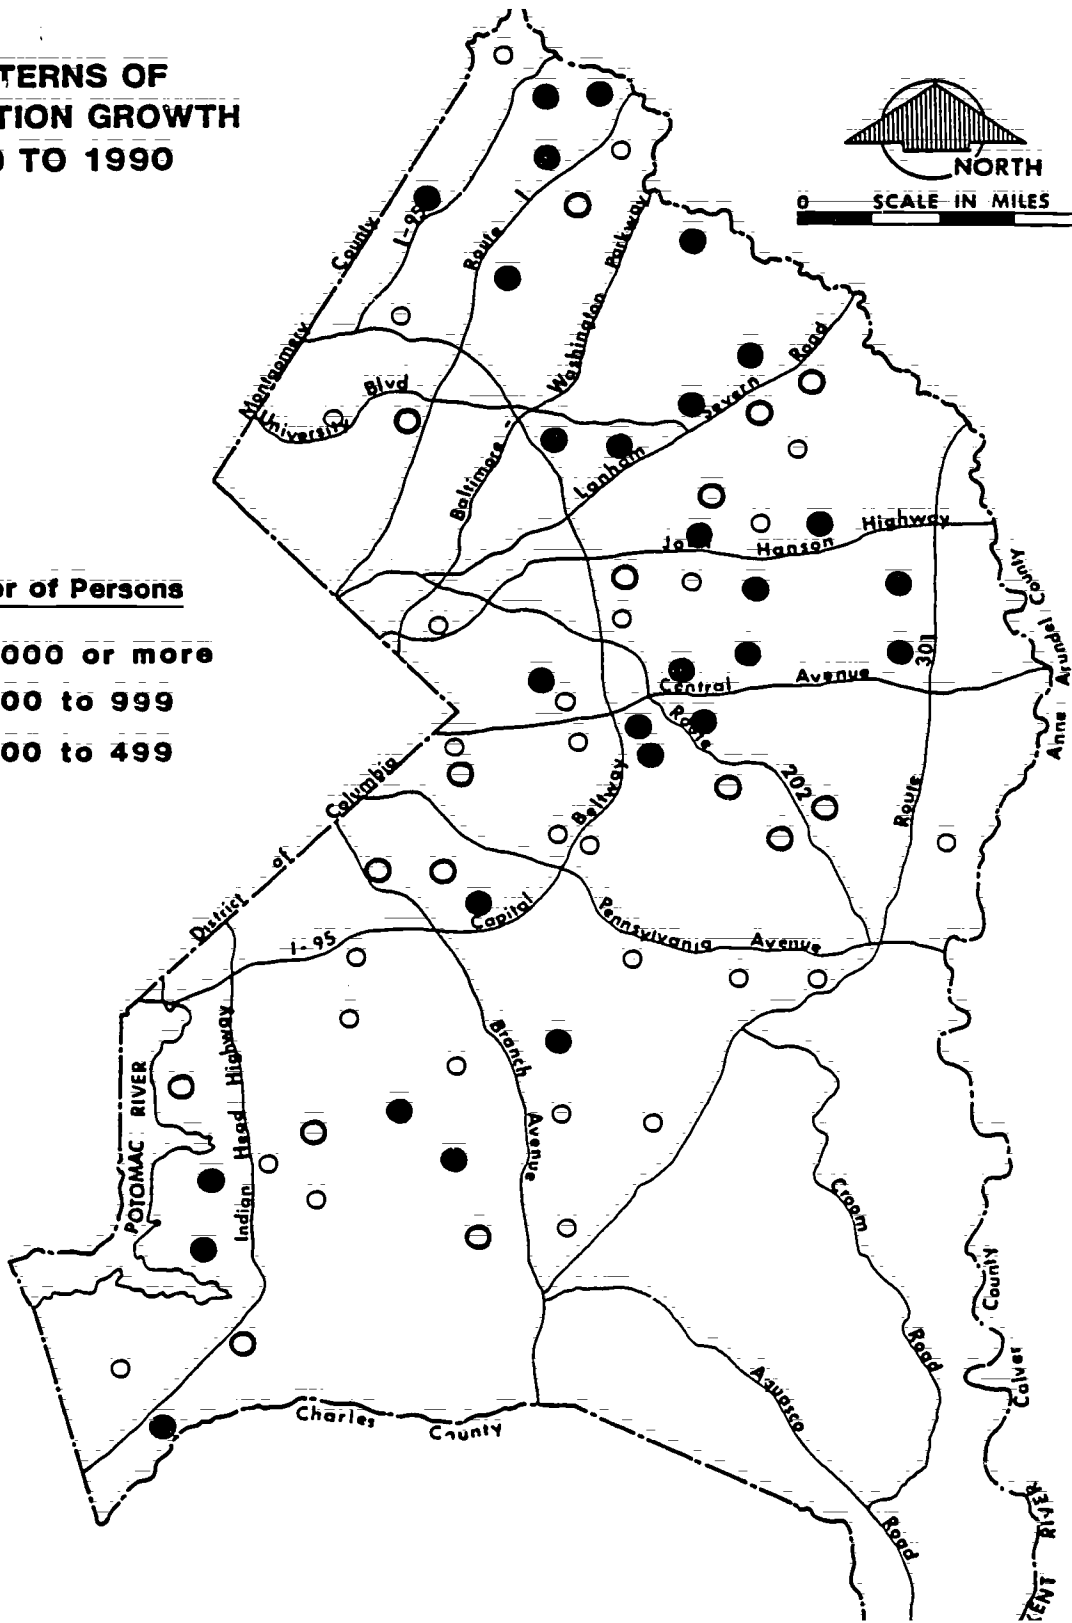 TERNS OF
TION GROWTH
TO 1990
NORTH
0 SCALE IN MILES
County
Montgomery
I-95
Route 1
Baltimore - Washington Parkway
University Blvd
Lanham Severn Road
John Hanson Highway
County
Arundel
Anne
er of Persons
000 or more
00 to 999
00 to 499
301
Route
Central Avenue
Route 202
Beltway
Capital
I-95
Columbia
of
District
Pennsylvania Avenue
Branch Avenue
Indian Head Highway
POTOMAC RIVER
Croom Road
Aquasco Road
County
Calver
Charles County
RIVER
ENT